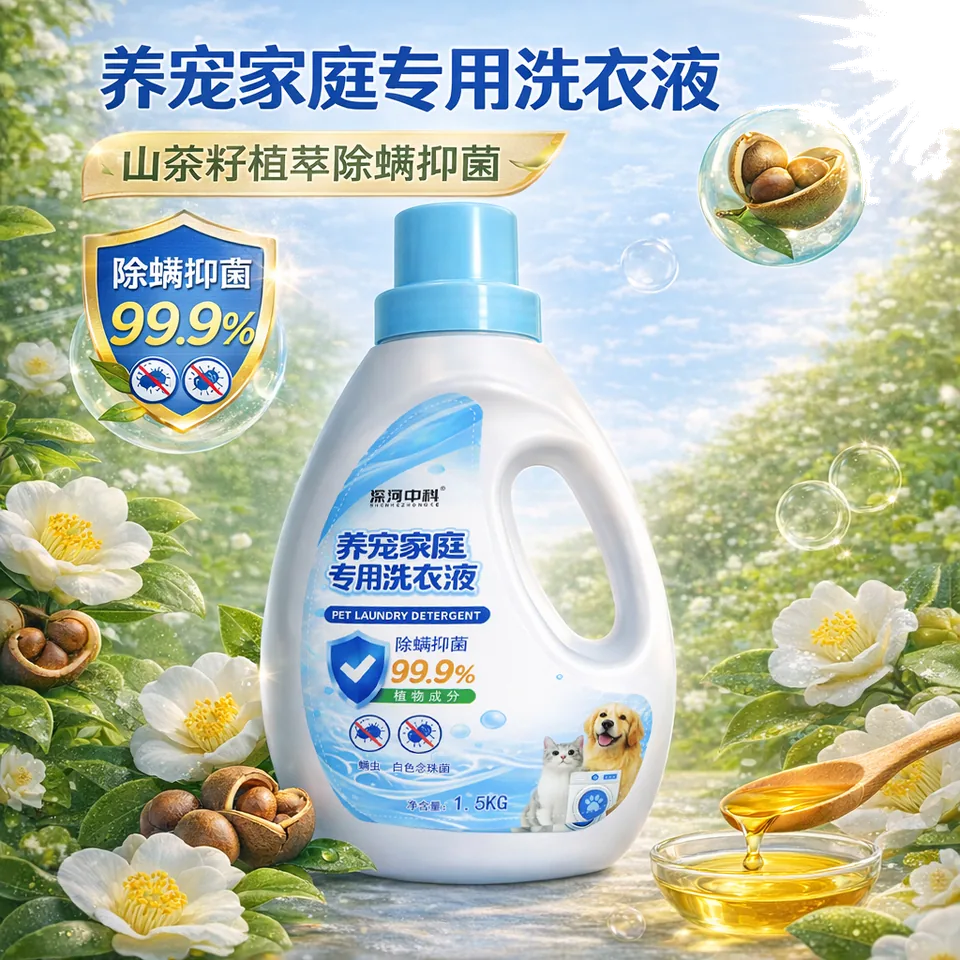 养宠家庭专用洗衣液
山茶籽植萃除螨抑菌
除螨抑菌
99.9%
深河中科®
SHENHEZHONGKE
养宠家庭
专用洗衣液
PET LAUNDRY DETERGENT
除螨抑菌
99.9%
植物成分
螨虫 白色念珠菌
净含量：1.5KG